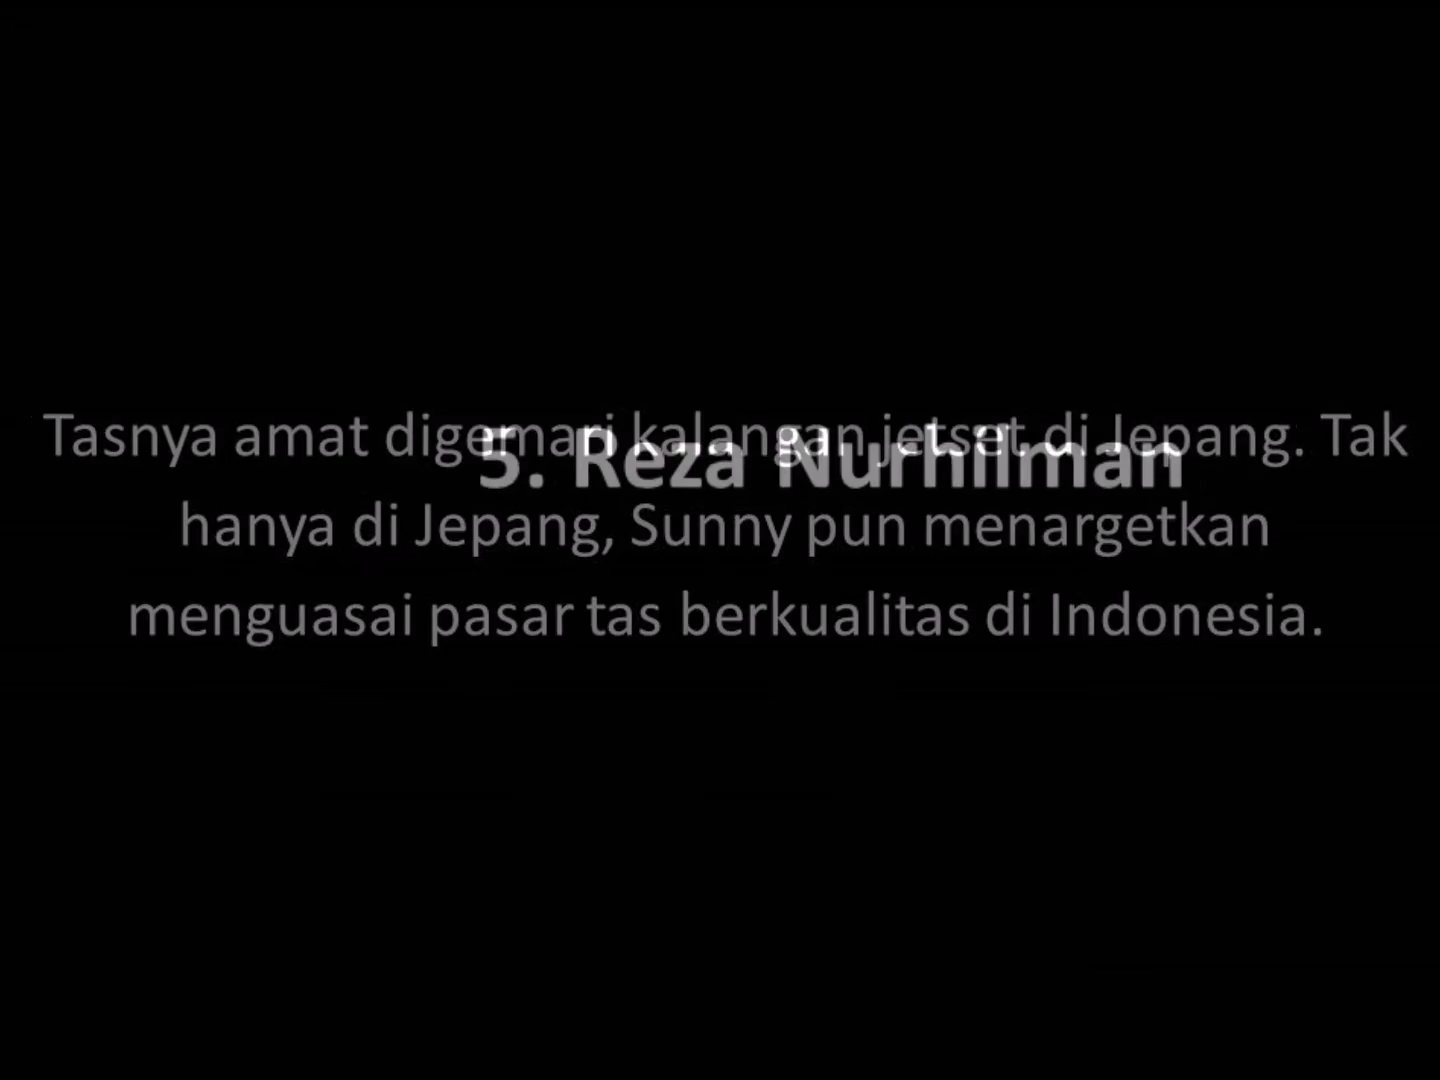 Tasnya amat digemari kalangan jetset di Jepang. Tak
5. Reza Nurhilman
hanya di Jepang, Sunny pun menargetkan
menguasai pasar tas berkualitas di Indonesia.